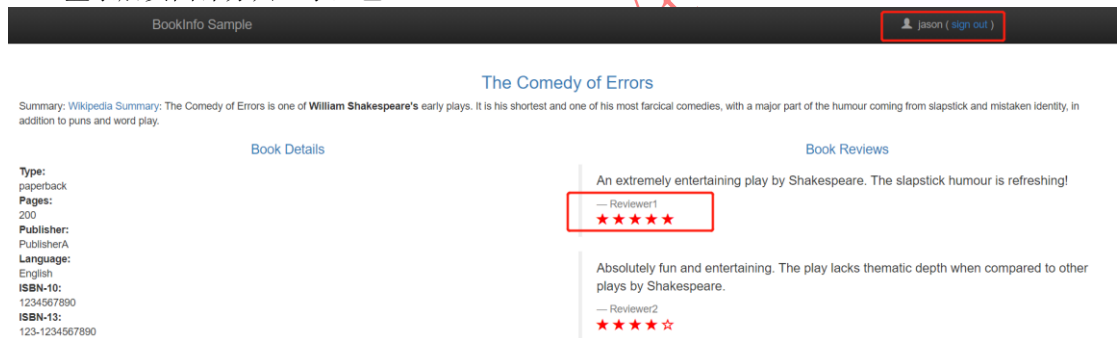 BookInfo Sample
jason ( sign out )
The Comedy of Errors
Summary: Wikipedia Summary: The Comedy of Errors is one of William Shakespeare's early plays. It is his shortest and one of his most farcical comedies, with a major part of the humour coming from slapstick and mistaken identity, in
addition to puns and word play.
Book Details
Type:
paperback
Pages:
200
Publisher:
PublisherA
Language:
English
ISBN-10:
1234567890
ISBN-13:
123-1234567890
Book Reviews
An extremely entertaining play by Shakespeare. The slapstick humour is refreshing!
— Reviewer1
★★★★★
Absolutely fun and entertaining. The play lacks thematic depth when compared to other
plays by Shakespeare.
— Reviewer2
★★★★☆